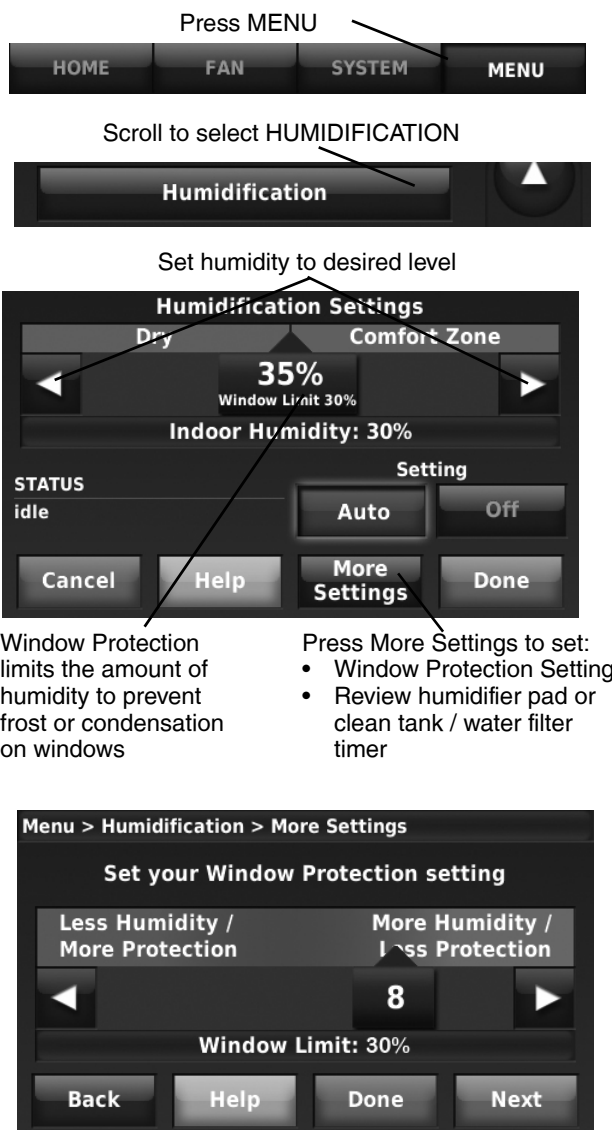 Press MENU
HOME FAN SYSTEM MENU
Scroll to select HUMIDIFICATION
Humidification
Set humidity to desired level
Humidification Settings
Dry Comfort Zone
35%
Window Limit 30%
Indoor Humidity: 30%
Setting
STATUS
idle
Auto Off
Cancel Help More Settings Done
Window Protection
limits the amount of
humidity to prevent
frost or condensation
on windows
Press More Settings to set:
• Window Protection Setting
• Review humidifier pad or
clean tank / water filter
timer
Menu > Humidification > More Settings
Set your Window Protection setting
Less Humidity /
More Protection
More Humidity /
Less Protection
8
Window Limit: 30%
Back Help Done Next